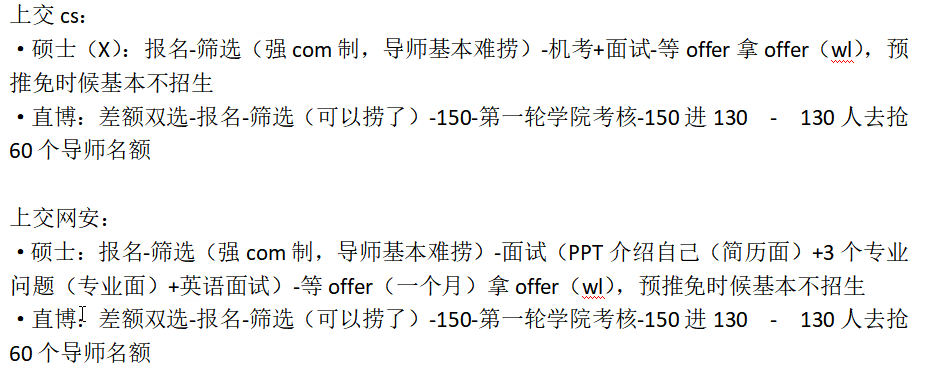 上交 cs：
·硕士（X）：报名-筛选（强 com 制，导师基本难捞）-机考+面试-等 offer 拿 offer（wl），预
推免时候基本不招生
·直博：差额双选-报名-筛选（可以捞了）-150-第一轮学院考核-150 进 130 - 130 人去抢
60 个导师名额
上交网安：
·硕士：报名-筛选（强 com 制，导师基本难捞）-面试（PPT 介绍自己（简历面）+3 个专业
问题（专业面）+英语面试）-等 offer（一个月）拿 offer（wl），预推免时候基本不招生
·直博：差额双选-报名-筛选（可以捞了）-150-第一轮学院考核-150 进 130 - 130 人去抢
60 个导师名额